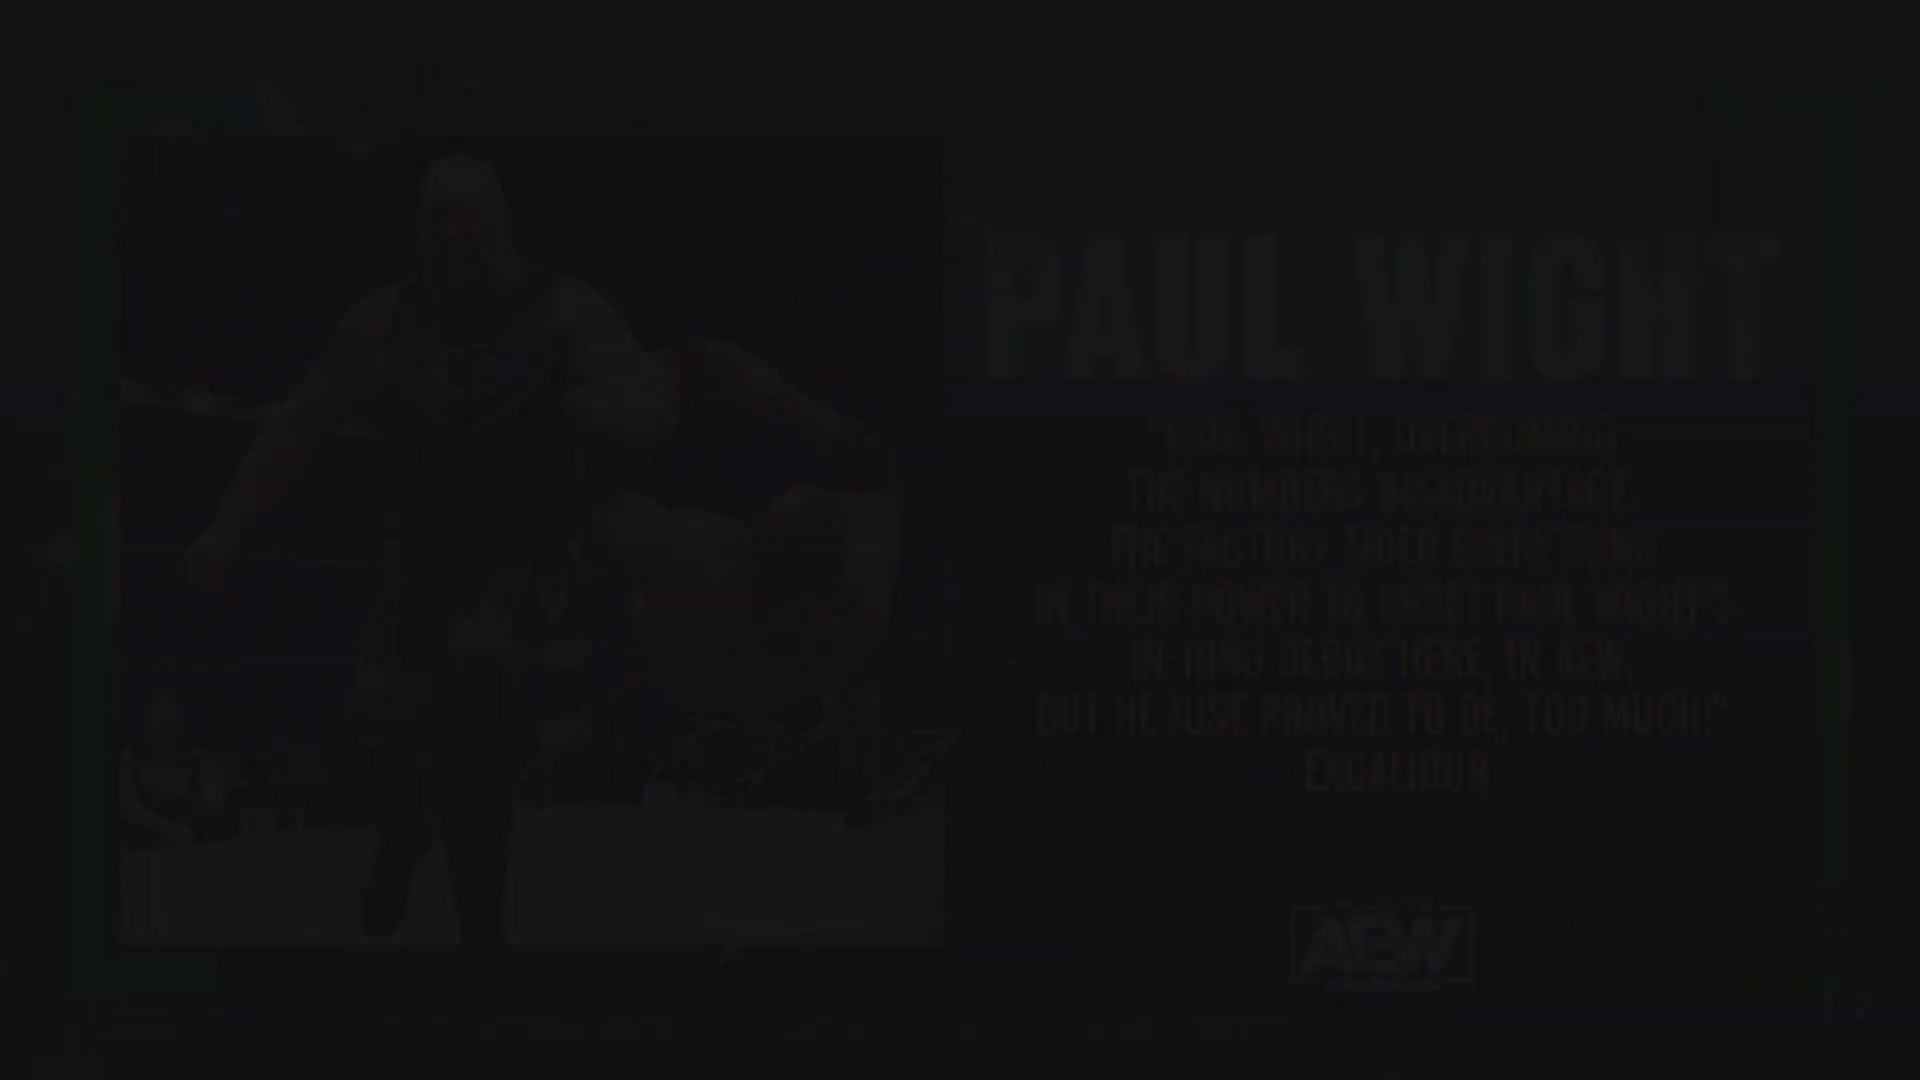 PAUL WIGHT
"PAUL WIGHT, OVERCOMING
THE NUMBERS DISADVANTAGE.
THE FACTORY TRIED EVERYTHING
IN THEIR POWER TO UPSET PAUL WIGHT'S
IN-RING DEBUT HERE, IN AEW,
BUT HE JUST PROVED TO BE, TOO MUCH!"
EXCALIBUR
AEW